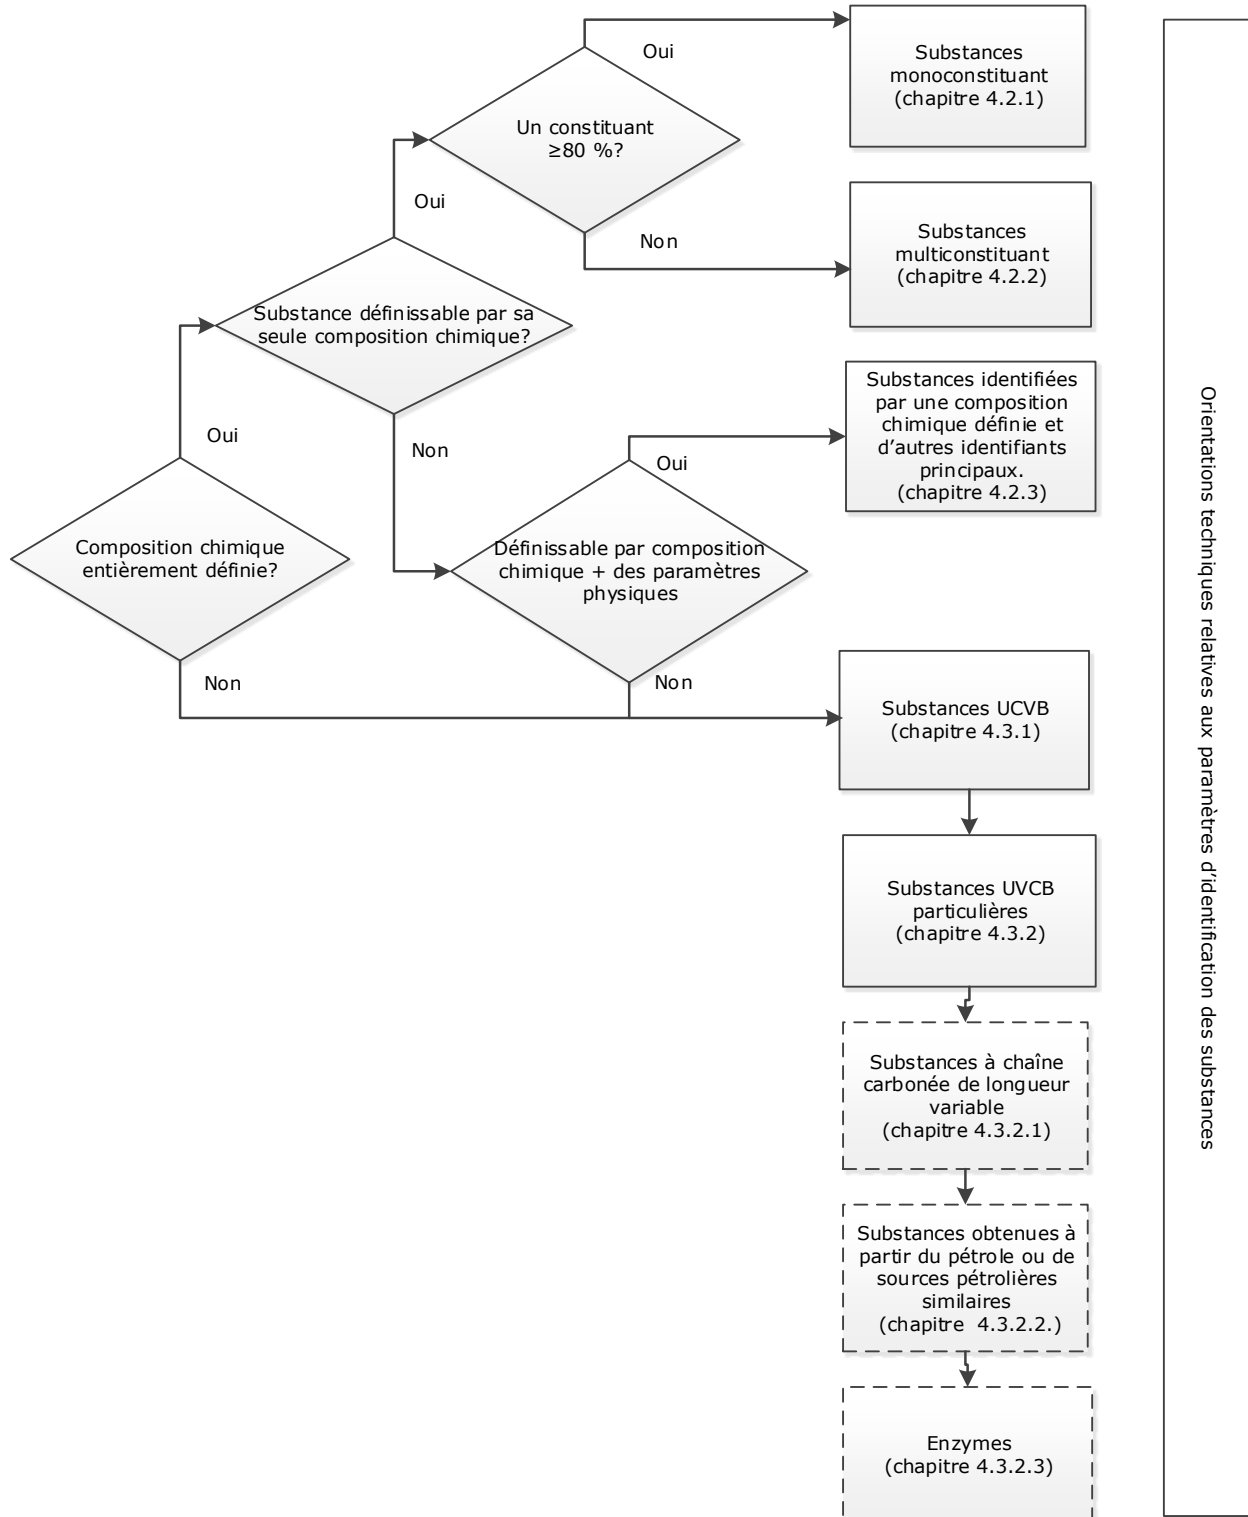 Oui
Substances
monoconstituant
(chapitre 4.2.1)
Un constituant
≥80 %?
Oui
Non
Substances
multiconstituant
(chapitre 4.2.2)
Substance définissable par sa
seule composition chimique?
Substances identifiées
par une composition
chimique définie et
d'autres identifiants
principaux.
(chapitre 4.2.3)
Oui
Non
Oui
Composition chimique
entièrement définie?
Définissable par composition
chimique + des paramètres
physiques
Non
Non
Substances UCVB
(chapitre 4.3.1)
Substances UVCB
particulières
(chapitre 4.3.2)
Substances à chaîne
carbonée de longueur
variable
(chapitre 4.3.2.1)
Substances obtenues à
partir du pétrole ou de
sources pétrolières
similaires
(chapitre  4.3.2.2.)
Enzymes
(chapitre 4.3.2.3)
Orientations techniques relatives aux paramètres d'identification des substances